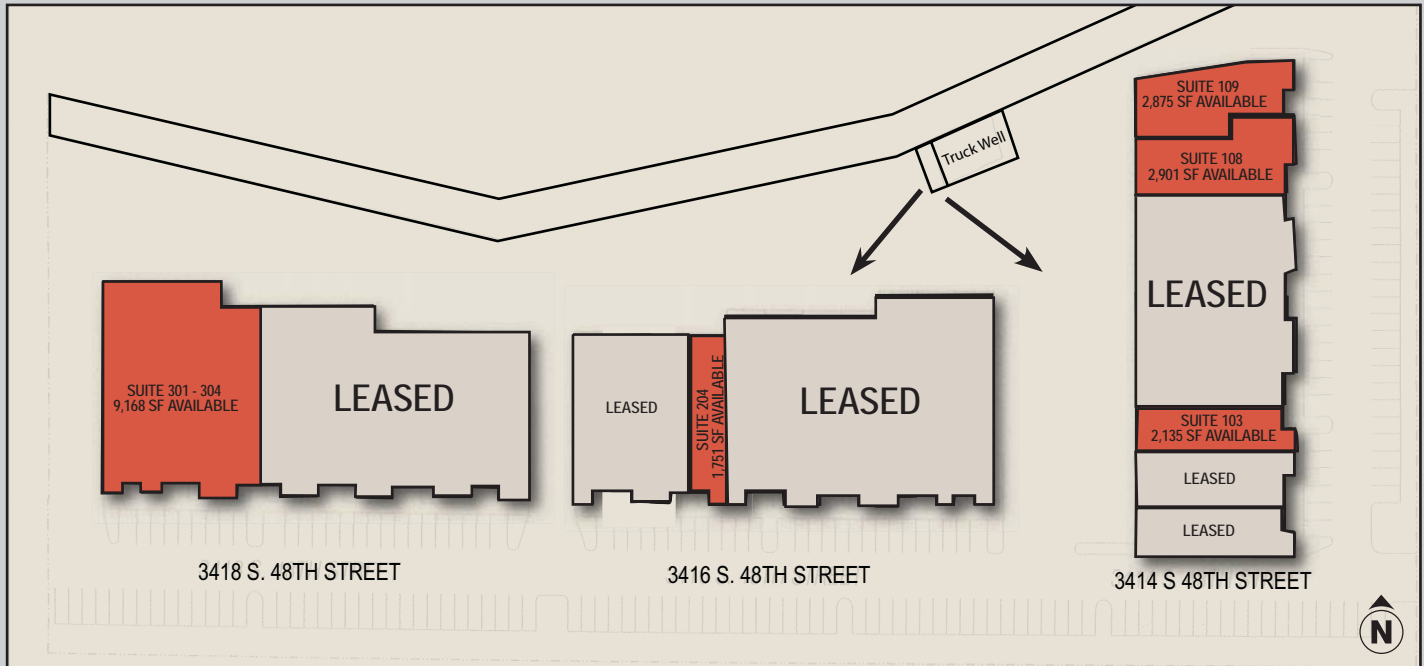 Truck Well
SUITE 109
2,875 SF AVAILABLE
SUITE 108
2,901 SF AVAILABLE
LEASED
SUITE 103
2,135 SF AVAILABLE
LEASED
LEASED
3414 S 48TH STREET
SUITE 301 - 304
9,168 SF AVAILABLE
LEASED
3418 S. 48TH STREET
LEASED
SUITE 204
1,751 SF AVAILABLE
LEASED
3416 S. 48TH STREET
N